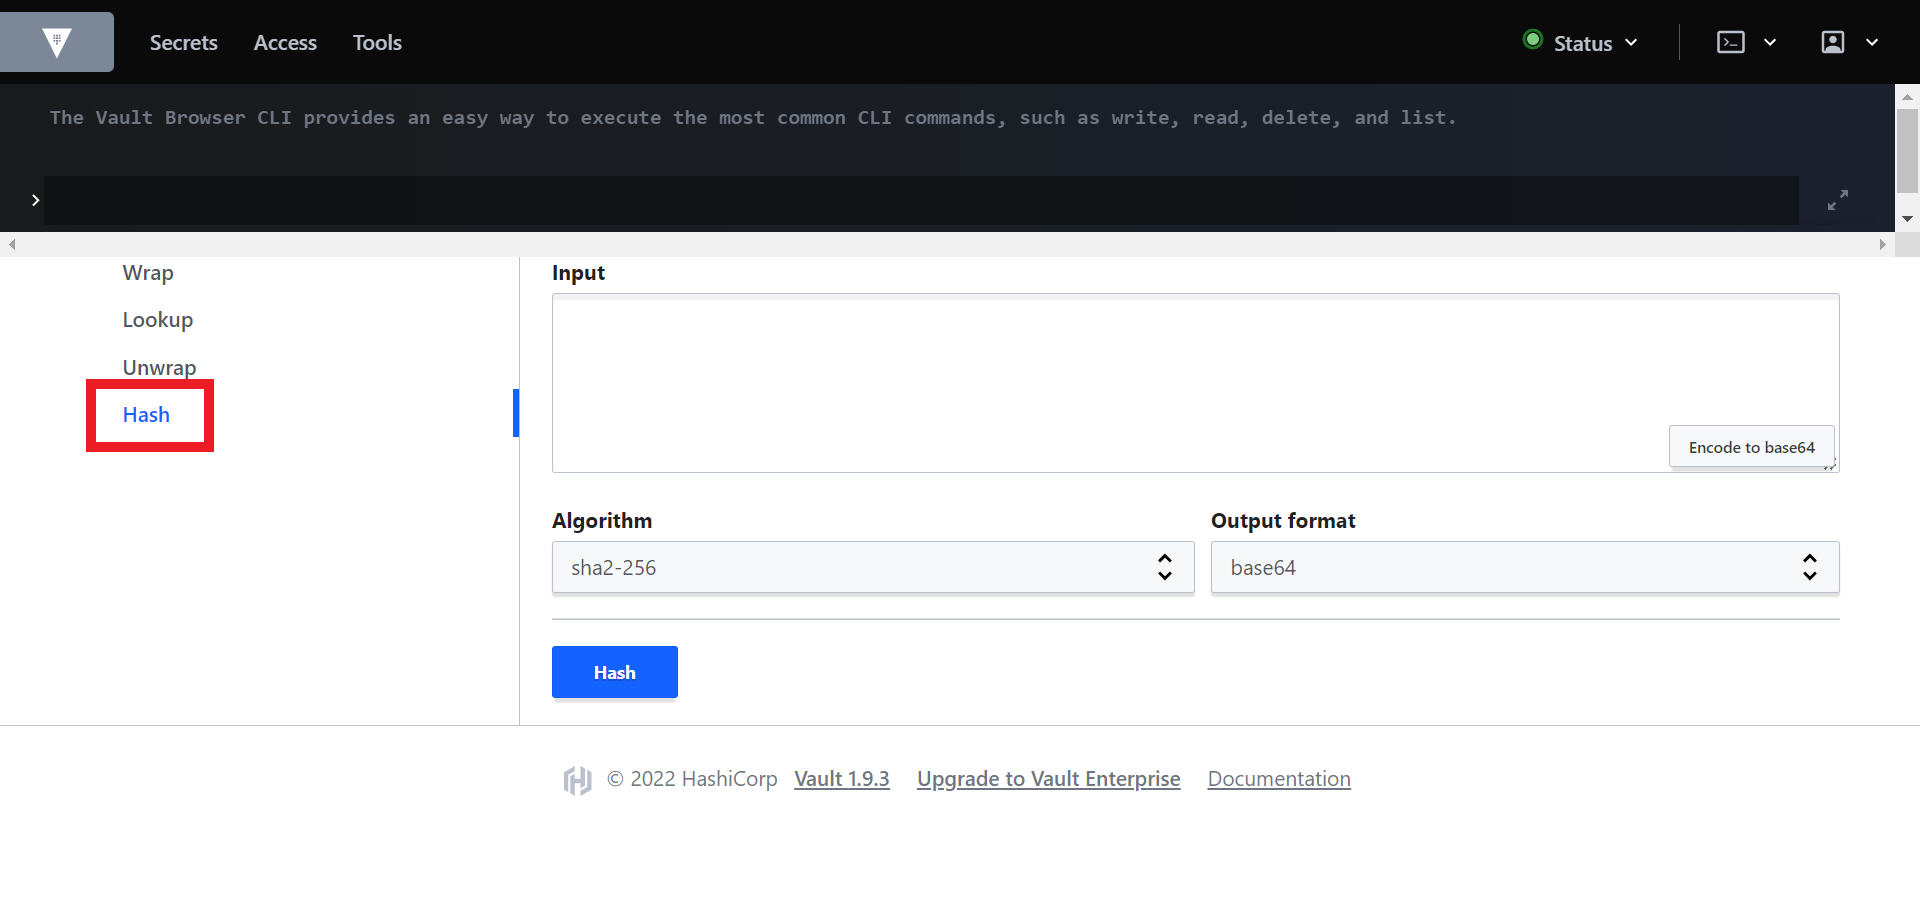 Secrets Access Tools Status
The Vault Browser CLI provides an easy way to execute the most common CLI commands, such as write, read, delete, and list.
Wrap
Lookup
Unwrap
Hash
Input
Encode to base64
Algorithm Output format
sha2-256 base64
Hash
© 2022 HashiCorp Vault 1.9.3 Upgrade to Vault Enterprise Documentation